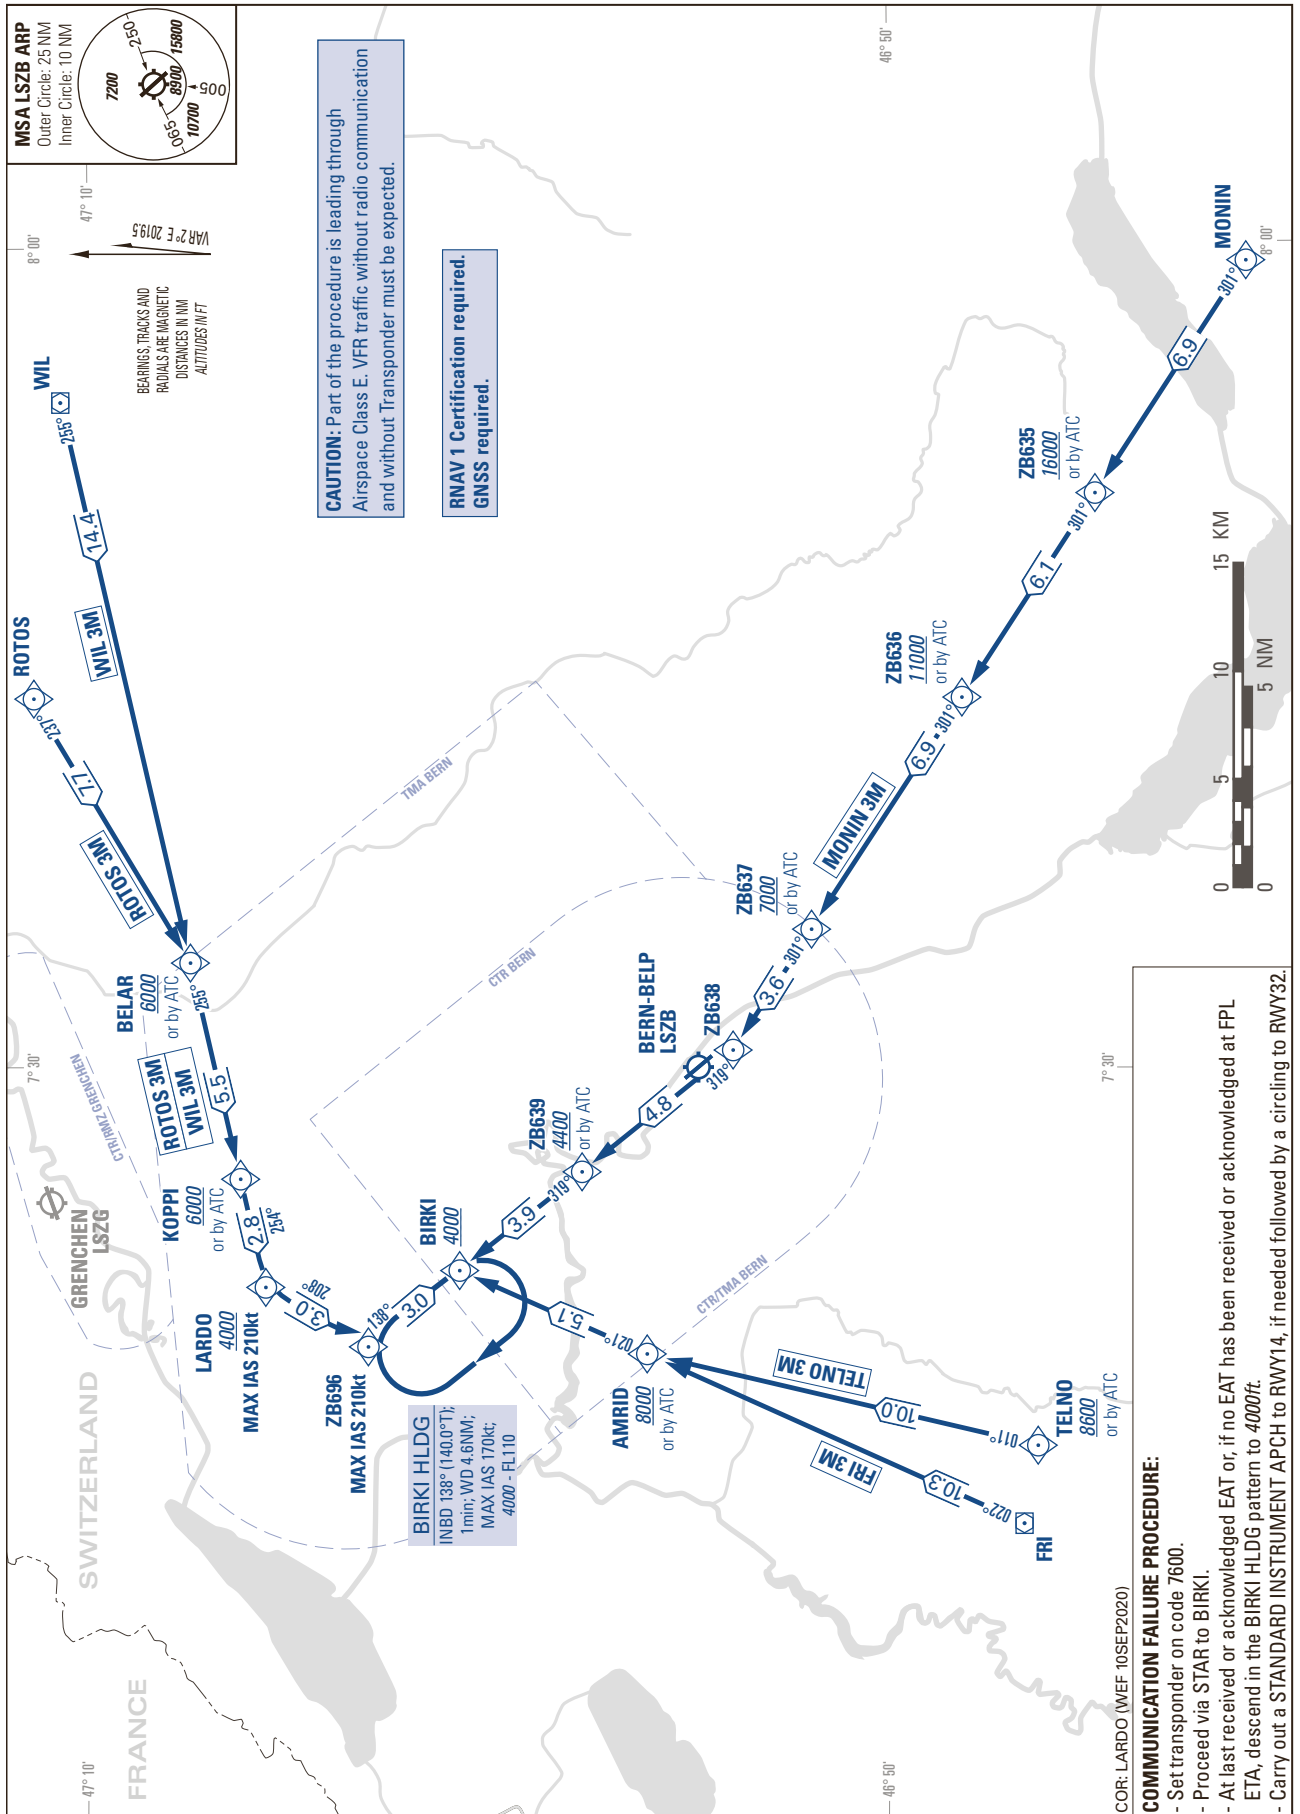 MSA LSZB ARP
Outer Circle: 25 NM
Inner Circle: 10 NM
7200
250
15800
8900
10700
065
005
47° 10'
8° 00'
46° 50'
VAR 2° E 2019.5
BEARINGS, TRACKS AND
RADIALS ARE MAGNETIC
DISTANCES IN NM
ALTITUDES IN FT
CAUTION: Part of the procedure is leading through
Airspace Class E. VFR traffic without radio communication
and without Transponder must be expected.
RNAV 1 Certification required.
GNSS required.
WIL
255°
14.4
WIL 3M
ROTOS
237°
7.7
ROTOS 3M
BELAR
6000
or by ATC
255°
5.5
ROTOS 3M
WIL 3M
KOPPI
6000
or by ATC
2.8
254°
LARDO
4000
MAX IAS 210kt
3.0
208°
ZB696
MAX IAS 210kt
138°
3.0
BIRKI
4000
BIRKI HLDG
INBD 138° (140.0°T);
1min; WD 4.6NM;
MAX IAS 170kt;
4000 - FL110
MONIN
8° 00'
301°
6.9
ZB635
16000
or by ATC
301°
6.1
ZB636
11000
or by ATC
301°
6.9
MONIN 3M
ZB637
7000
or by ATC
301°
3.6
ZB638
BERN-BELP
LSZB
319°
4.8
ZB639
4400
or by ATC
319°
3.9
AMRID
8000
or by ATC
021°
5.1
TELNO 3M
10.0
011°
TELNO
8600
or by ATC
FRI 3M
10.3
022°
FRI
TMA BERN
CTR BERN
CTR/TMA BERN
CTR/RMZ GRENCHEN
GRENCHEN
LSZG
7° 30'
7° 30'
SWITZERLAND
FRANCE
47° 10'
46° 50'
0 5 10 15 KM
0 5 NM
COR: LARDO (WEF 10SEP2020)
COMMUNICATION FAILURE PROCEDURE:
- Set transponder on code 7600.
- Proceed via STAR to BIRKI.
- At last received or acknowledged EAT or, if no EAT has been received or acknowledged at FPL
ETA, descend in the BIRKI HLDG pattern to 4000ft.
- Carry out a STANDARD INSTRUMENT APCH to RWY14, if needed followed by a circling to RWY32.